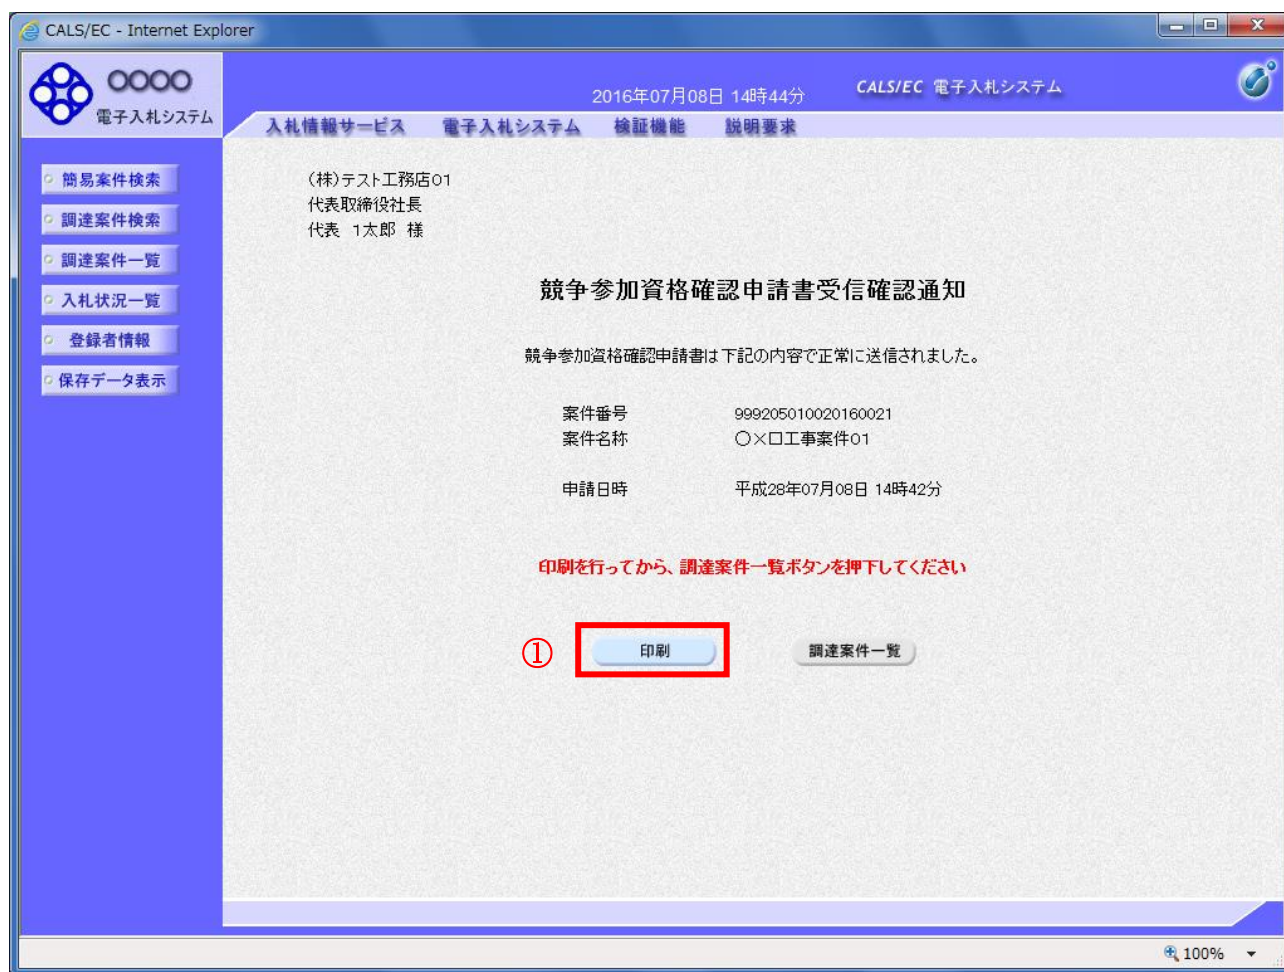 CALS/EC - Internet Explorer
〇〇〇〇
電子入札システム
2016年07月08日 14時44分
CALS/EC 電子入札システム
入札情報サービス 電子入札システム 検証機能 説明要求
簡易案件検索
調達案件検索
調達案件一覧
入札状況一覧
登録者情報
保存データ表示
(株)テスト工務店01
代表取締役社長
代表 1太郎 様
競争参加資格確認申請書受信確認通知
競争参加資格確認申請書は下記の内容で正常に送信されました。
案件番号 999205010020160021
案件名称 〇×口工事案件01
申請日時 平成28年07月08日 14時42分
印刷を行ってから、調達案件一覧ボタンを押下してください
① 印刷 調達案件一覧
100%